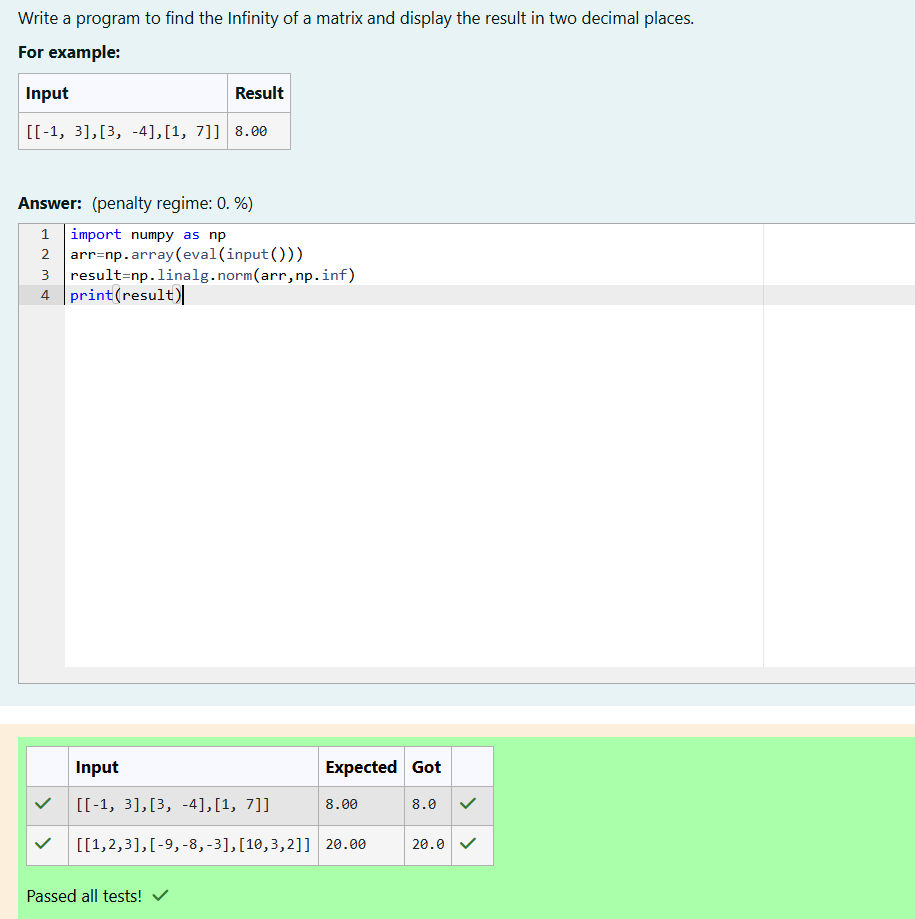 Write a program to find the Infinity of a matrix and display the result in two decimal places.
For example:
Input Result
[[-1, 3],[3, -4],[1, 7]] 8.00
Answer: (penalty regime: 0. %)
1 import numpy as np
2 arr=np.array(eval(input()))
3 result=np.linalg.norm(arr,np.inf)
4 print(result)
Input Expected Got
[[-1, 3],[3, -4],[1, 7]] 8.00 8.0
[[1,2,3],[-9,-8,-3],[10,3,2]] 20.00 20.0
Passed all tests!